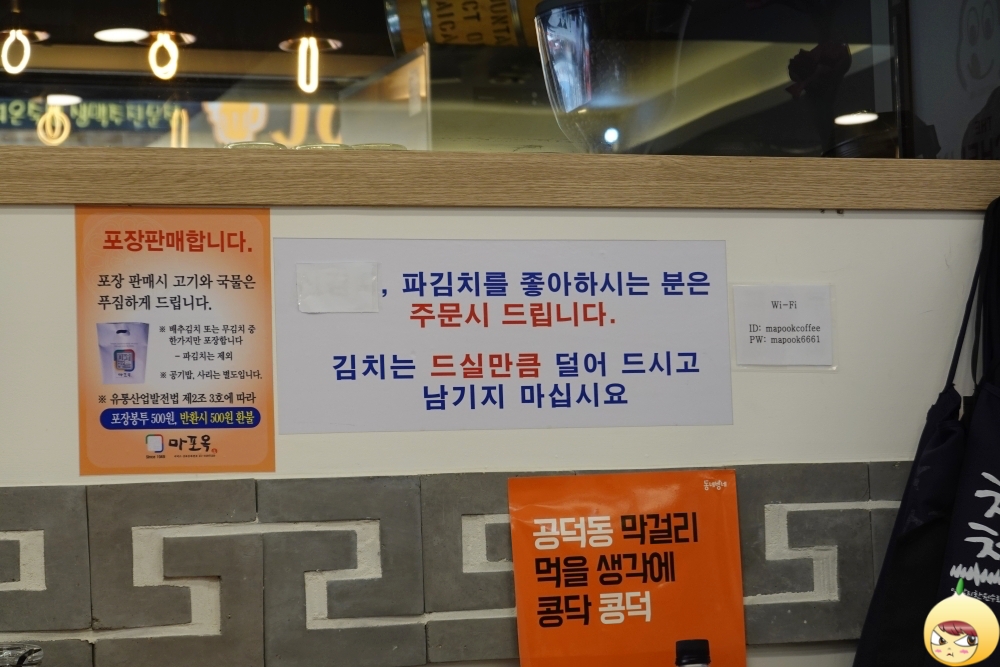 포장판매합니다.
포장 판매시 고기와 국물은
푸짐하게 드립니다.
※ 배추김치 또는 무김치 중
한가지만 포장합니다
- 파김치는 제외
※ 공기밥, 사리는 별도입니다.
※ 유통산업발전법 제2조 3호에 따라
포장봉투 500원, 반환시 500원 환불
마포옥
Since 1949
, 파김치를 좋아하시는 분은
주문시 드립니다.
김치는 드실만큼 덜어 드시고
남기지 마십시요
Wi-Fi
ID: mapookcoffee
PW: mapook6661
공덕동 막걸리
먹을 생각에
콩닥 콩덕